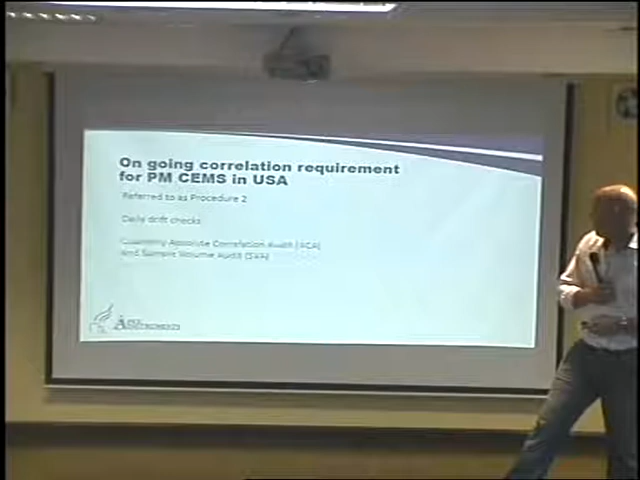 On going correlation requirement
for PM CEMS in USA
Referred to as Procedure 2
Daily drift checks
Quarterly Absolute Correlation Audit (ACA)
And Sample Volume Audit (SVA)